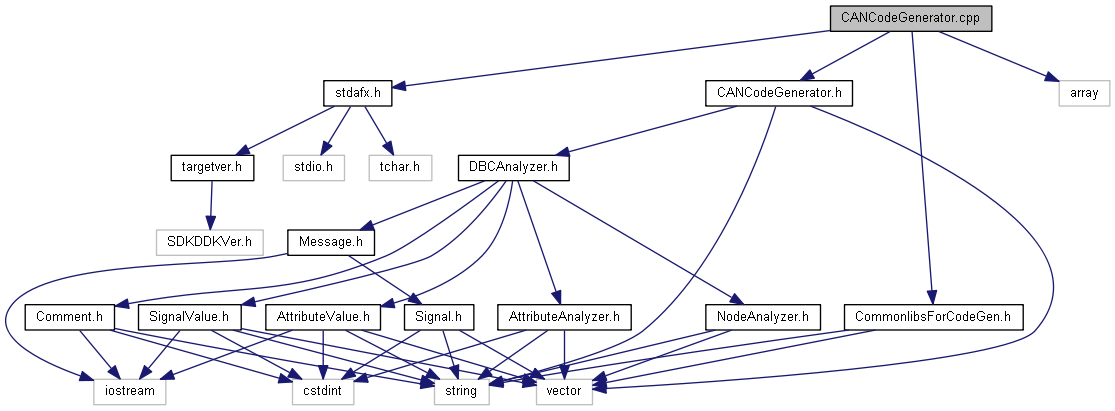 CANCodeGenerator.cpp
stdafx.h
CANCodeGenerator.h
array
targetver.h
stdio.h
tchar.h
DBCAnalyzer.h
SDKDDKVer.h
Message.h
Comment.h
SignalValue.h
AttributeValue.h
Signal.h
AttributeAnalyzer.h
NodeAnalyzer.h
CommonlibsForCodeGen.h
iostream
cstdint
string
vector